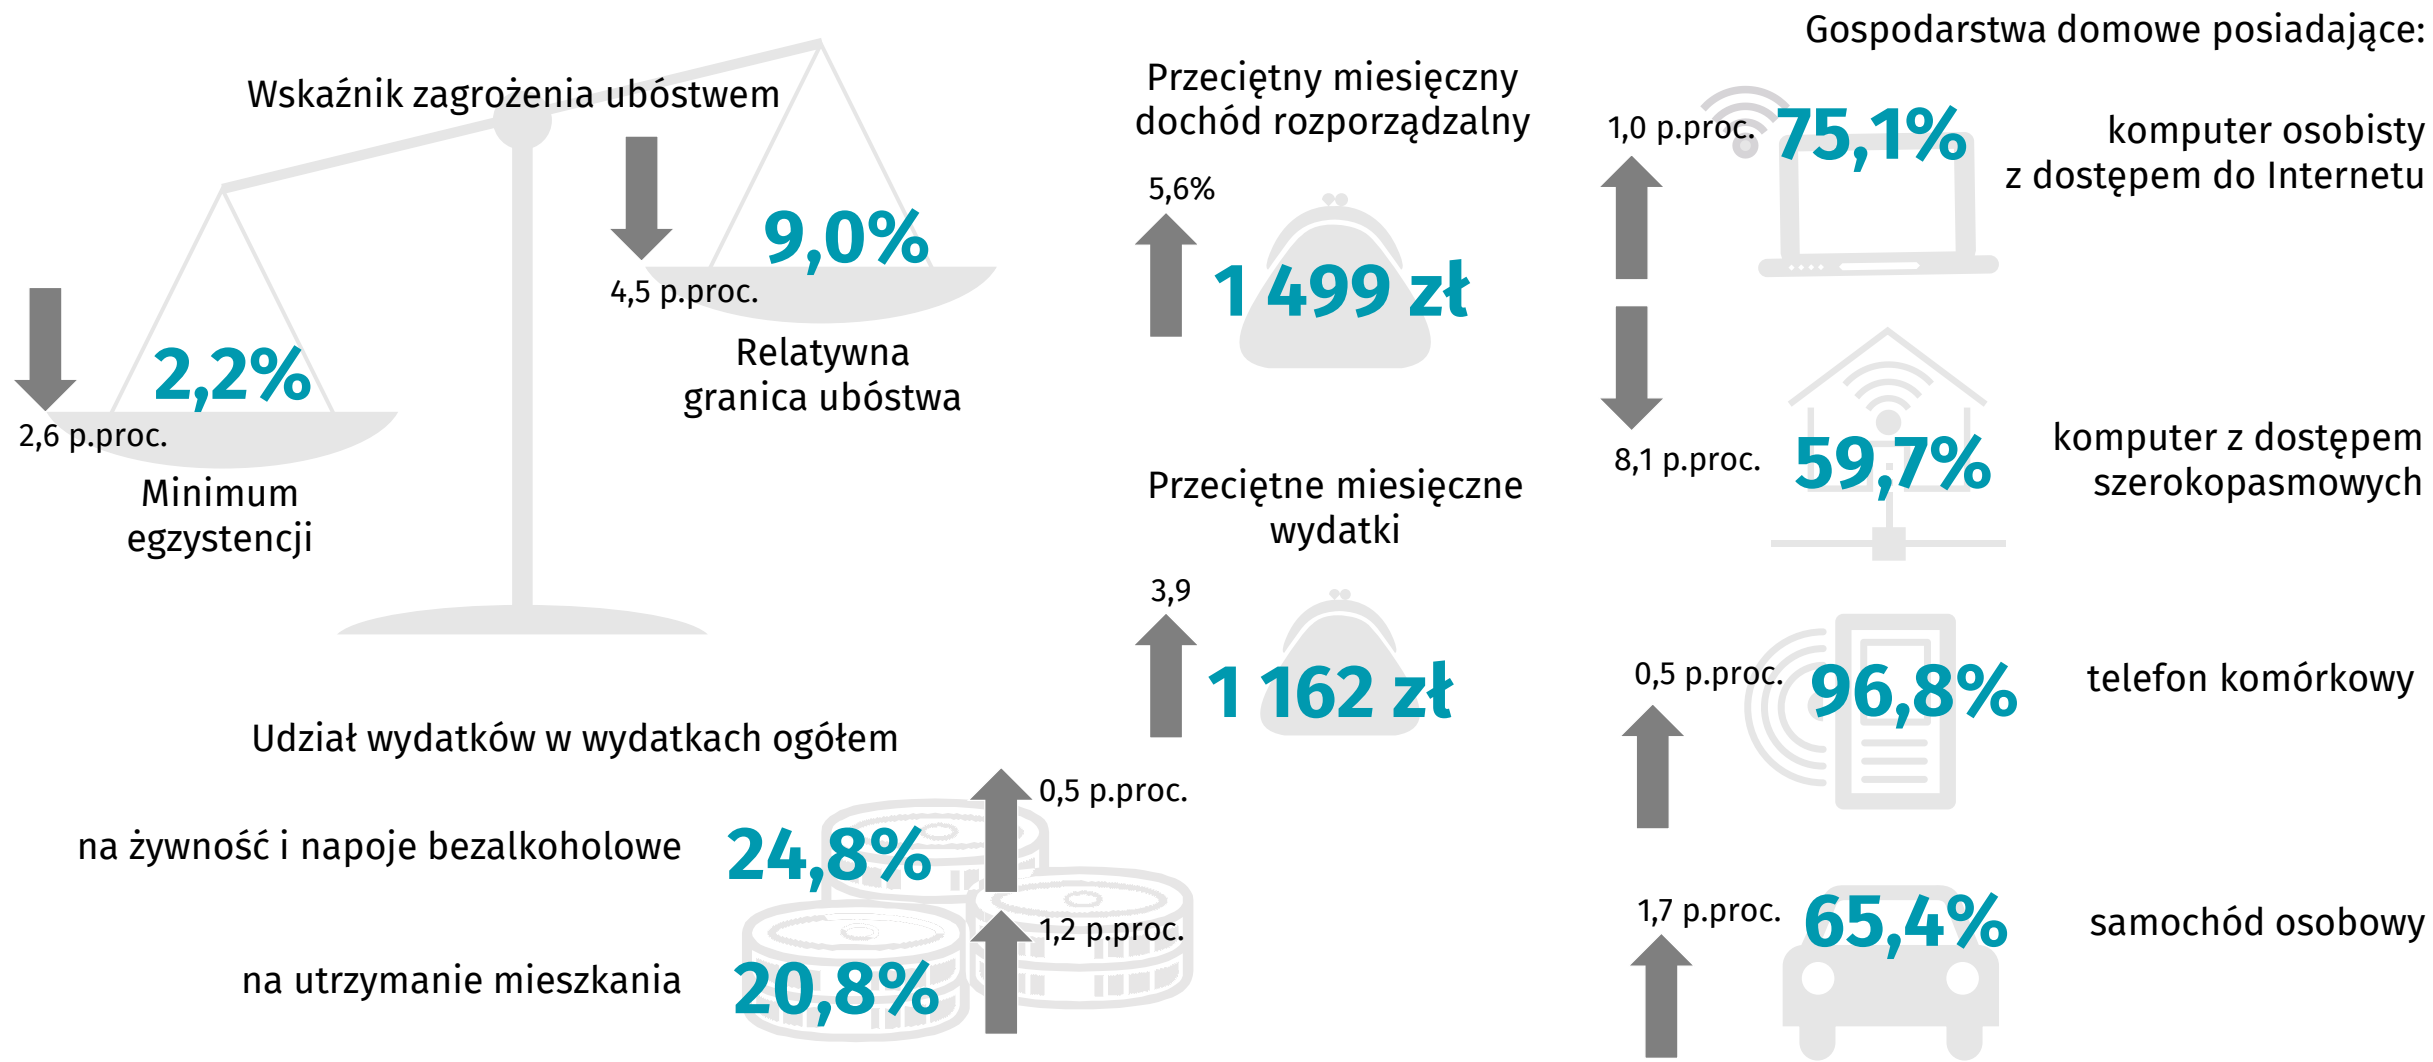 Wskaźnik zagrożenia ubóstwem
9,0%
4,5 p.proc.
Relatywna
granica ubóstwa
2,2%
2,6 p.proc.
Minimum
egzystencji
Udział wydatków w wydatkach ogółem
0,5 p.proc.
na żywność i napoje bezalkoholowe
24,8%
1,2 p.proc.
na utrzymanie mieszkania
20,8%
Przeciętny miesięczny
dochód rozporządzalny
5,6%
1 499 zł
Przeciętne miesięczne
wydatki
3,9
1 162 zł
Gospodarstwa domowe posiadające:
1,0 p.proc.
75,1%
komputer osobisty
z dostępem do Internetu
8,1 p.proc.
59,7%
komputer z dostępem
szerokopasmowych
0,5 p.proc.
96,8%
telefon komórkowy
1,7 p.proc.
65,4%
samochód osobowy